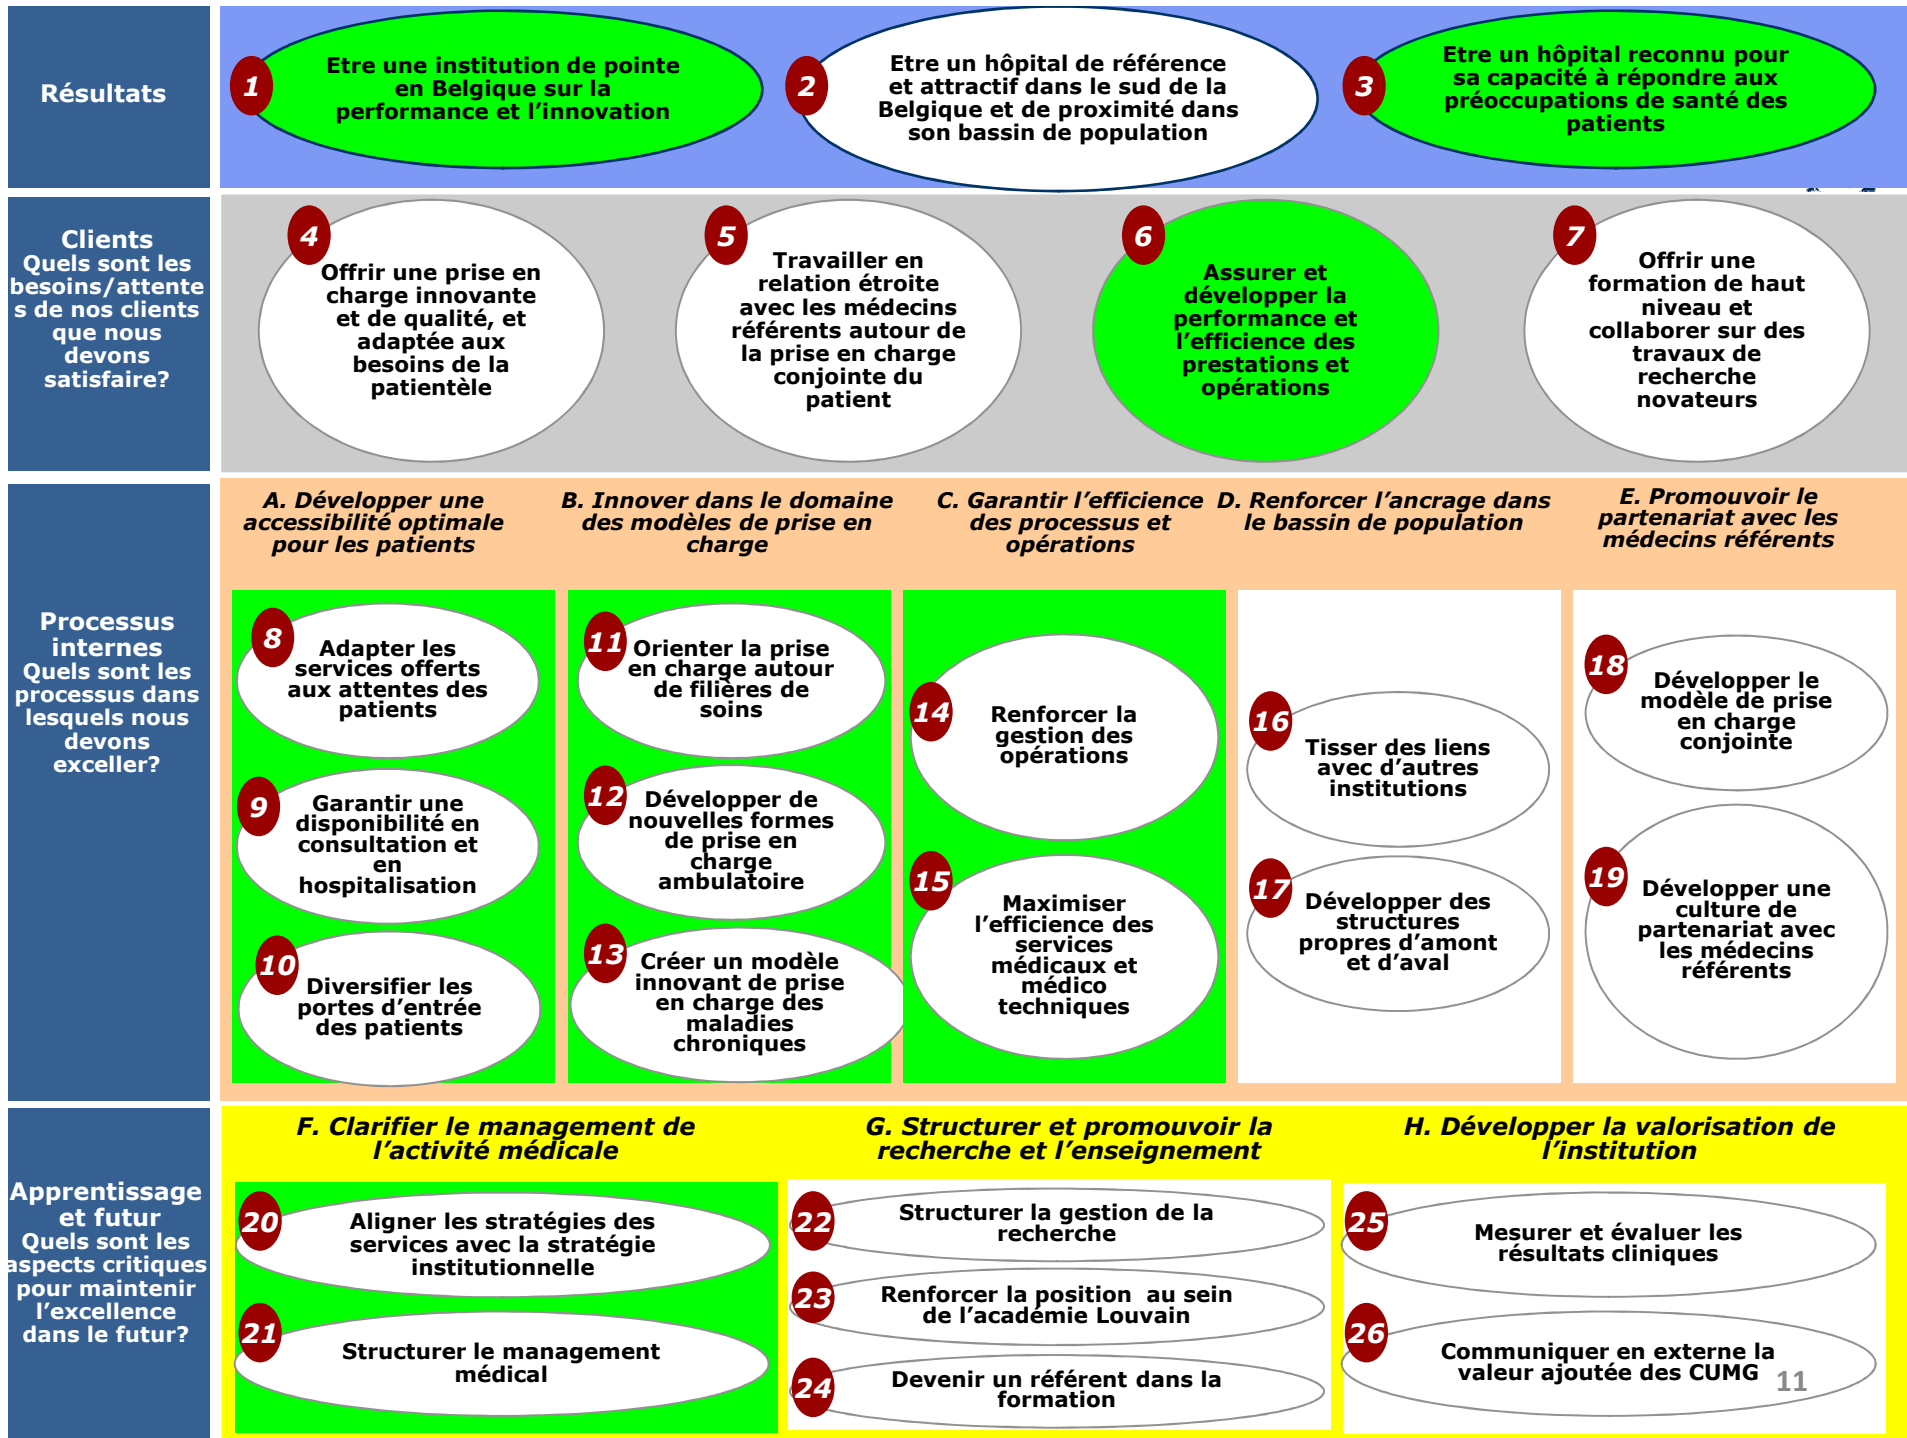 Résultats
1
Etre une institution de pointe
en Belgique sur la
performance et l’innovation
2
Etre un hôpital de référence
et attractif dans le sud de la
Belgique et de proximité dans
son bassin de population
3
Etre un hôpital reconnu pour
sa capacité à répondre aux
préoccupations de santé des
patients
Clients
Quels sont les
besoins/attente
s de nos clients
que nous
devons
satisfaire?
4
Offrir une prise en
charge innovante
et de qualité, et
adaptée aux
besoins de la
patientèle
5
Travailler en
relation étroite
avec les médecins
référents autour de
la prise en charge
conjointe du
patient
6
Assurer et
développer la
performance et
l’efficience des
prestations et
opérations
7
Offrir une
formation de haut
niveau et
collaborer sur des
travaux de
recherche
novateurs
Processus
internes
Quels sont les
processus dans
lesquels nous
devons
exceller?
A. Développer une
accessibilité optimale
pour les patients
8
Adapter les
services offerts
aux attentes des
patients
9
Garantir une
disponibilité en
consultation et
en
hospitalisation
10
Diversifier les
portes d’entrée
des patients
B. Innover dans le domaine
des modèles de prise en
charge
11
Orienter la prise
en charge autour
de filières de
soins
12
Développer de
nouvelles formes
de prise en
charge
ambulatoire
13
Créer un modèle
innovant de prise
en charge des
maladies
chroniques
C. Garantir l’efficience
des processus et
opérations
14
Renforcer la
gestion des
opérations
15
Maximiser
l’efficience des
services
médicaux et
médico
techniques
D. Renforcer l’ancrage dans
le bassin de population
16
Tisser des liens
avec d’autres
institutions
17
Développer des
structures
propres d’amont
et d’aval
E. Promouvoir le
partenariat avec les
médecins référents
18
Développer le
modèle de prise
en charge
conjointe
19
Développer une
culture de
partenariat avec
les médecins
référents
Apprentissage
et futur
Quels sont les
aspects critiques
pour maintenir
l’excellence
dans le futur?
F. Clarifier le management de
l’activité médicale
20
Aligner les stratégies des
services avec la stratégie
institutionnelle
21
Structurer le management
médical
G. Structurer et promouvoir la
recherche et l’enseignement
22
Structurer la gestion de la
recherche
23
Renforcer la position  au sein
de l’académie Louvain
24
Devenir un référent dans la
formation
H. Développer la valorisation de
l’institution
25
Mesurer et évaluer les
résultats cliniques
26
Communiquer en externe la
valeur ajoutée des CUMG
11